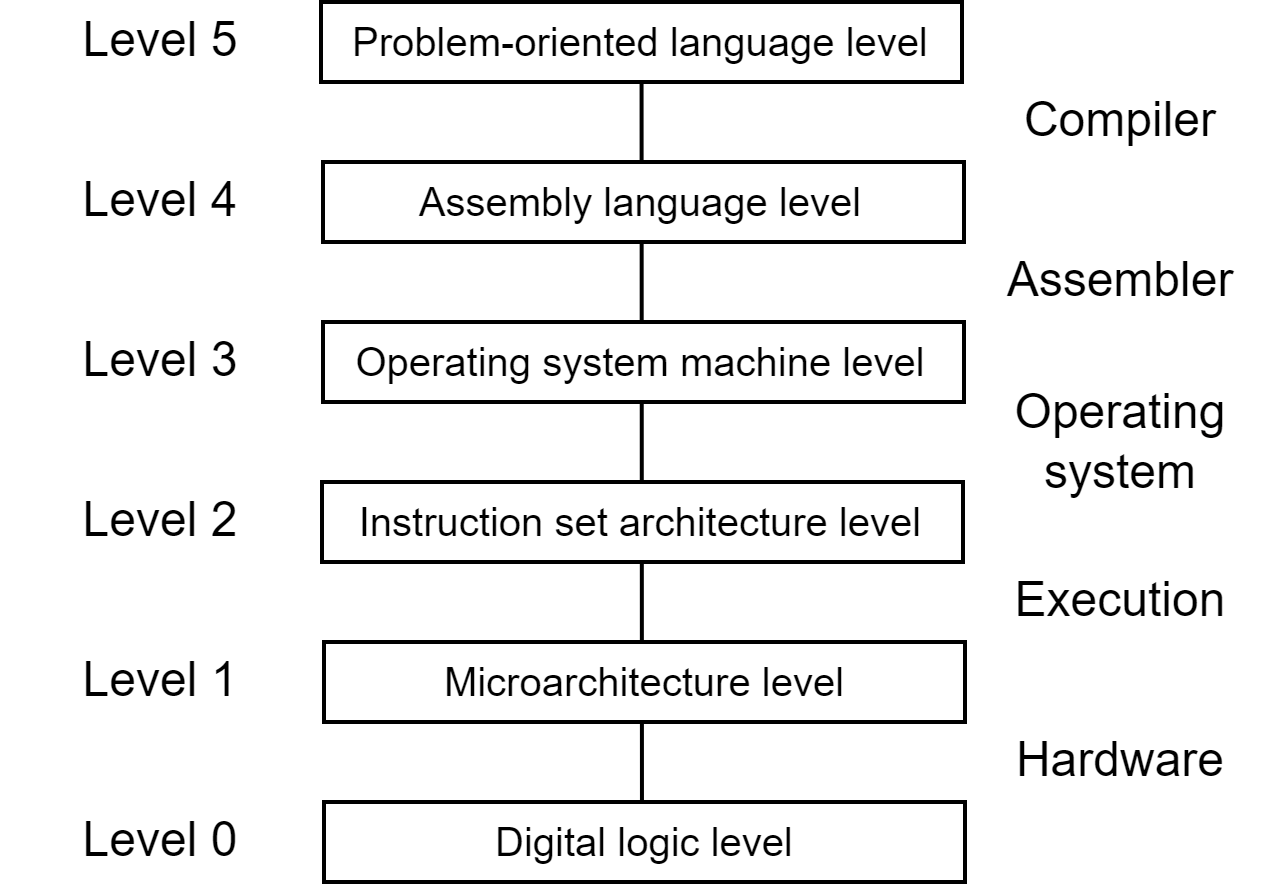 Level 5
Problem-oriented language level
Compiler
Level 4
Assembly language level
Assembler
Level 3
Operating system machine level
Operating
system
Level 2
Instruction set architecture level
Execution
Level 1
Microarchitecture level
Hardware
Level 0
Digital logic level